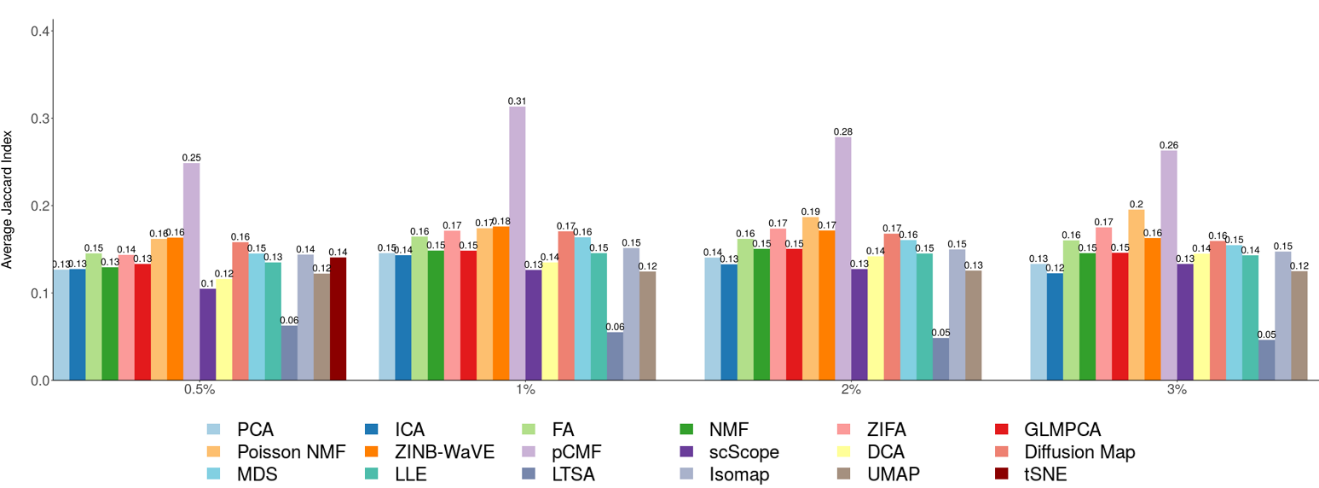 0.4
0.3
0.2
0.1
0.0
Average Jaccard Index
0.13 0.13 0.15 0.13 0.14 0.13 0.16 0.16 0.25 0.1 0.12 0.16 0.15 0.13 0.06 0.14 0.12 0.14
0.15 0.14 0.16 0.15 0.17 0.15 0.17 0.18 0.31 0.13 0.14 0.17 0.16 0.15 0.06 0.15 0.12
0.14 0.13 0.16 0.15 0.17 0.15 0.19 0.17 0.28 0.13 0.14 0.17 0.16 0.15 0.05 0.15 0.13
0.13 0.12 0.16 0.15 0.17 0.15 0.2 0.16 0.26 0.13 0.14 0.16 0.15 0.14 0.05 0.15 0.12
0.5% 1% 2% 3%
PCA ICA FA NMF ZIFA GLMPCA
Poisson NMF ZINB-WaVE pCMF scScope DCA Diffusion Map
MDS LLE LTSA Isomap UMAP tSNE